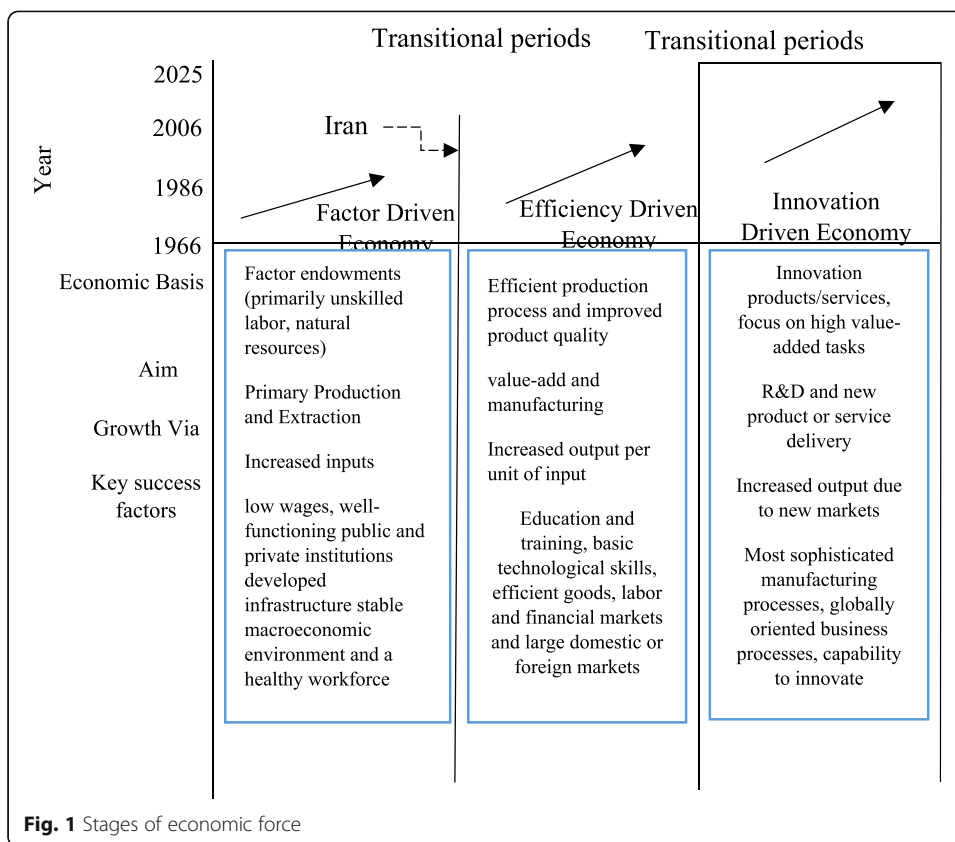 Transitional periods
Transitional periods
Year
2025
2006
1986
1966
Iran
Factor Driven
Economy
Efficiency Driven
Economy
Innovation
Driven Economy
Economic Basis
Aim
Growth Via
Key success
factors
Factor endowments
(primarily unskilled
labor, natural
resources)
Primary Production
and Extraction
Increased inputs
low wages, well-
functioning public and
private institutions
developed
infrastructure stable
macroeconomic
environment and a
healthy workforce
Efficient production
process and improved
product quality
value-add and
manufacturing
Increased output per
unit of input
Education and
training, basic
technological skills,
efficient goods, labor
and financial markets
and large domestic or
foreign markets
Innovation
products/services,
focus on high value-
added tasks
R&D and new
product or service
delivery
Increased output due
to new markets
Most sophisticated
manufacturing
processes, globally
oriented business
processes, capability
to innovate
Fig. 1 Stages of economic force